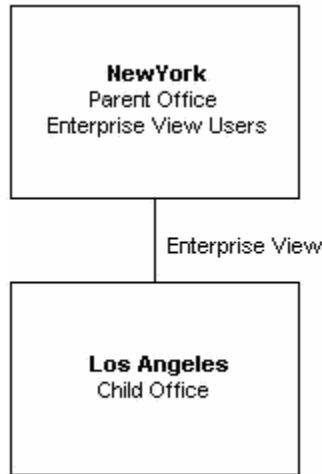 NewYork
Parent Office
Enterprise View Users
Enterprise View
Los Angeles
Child Office